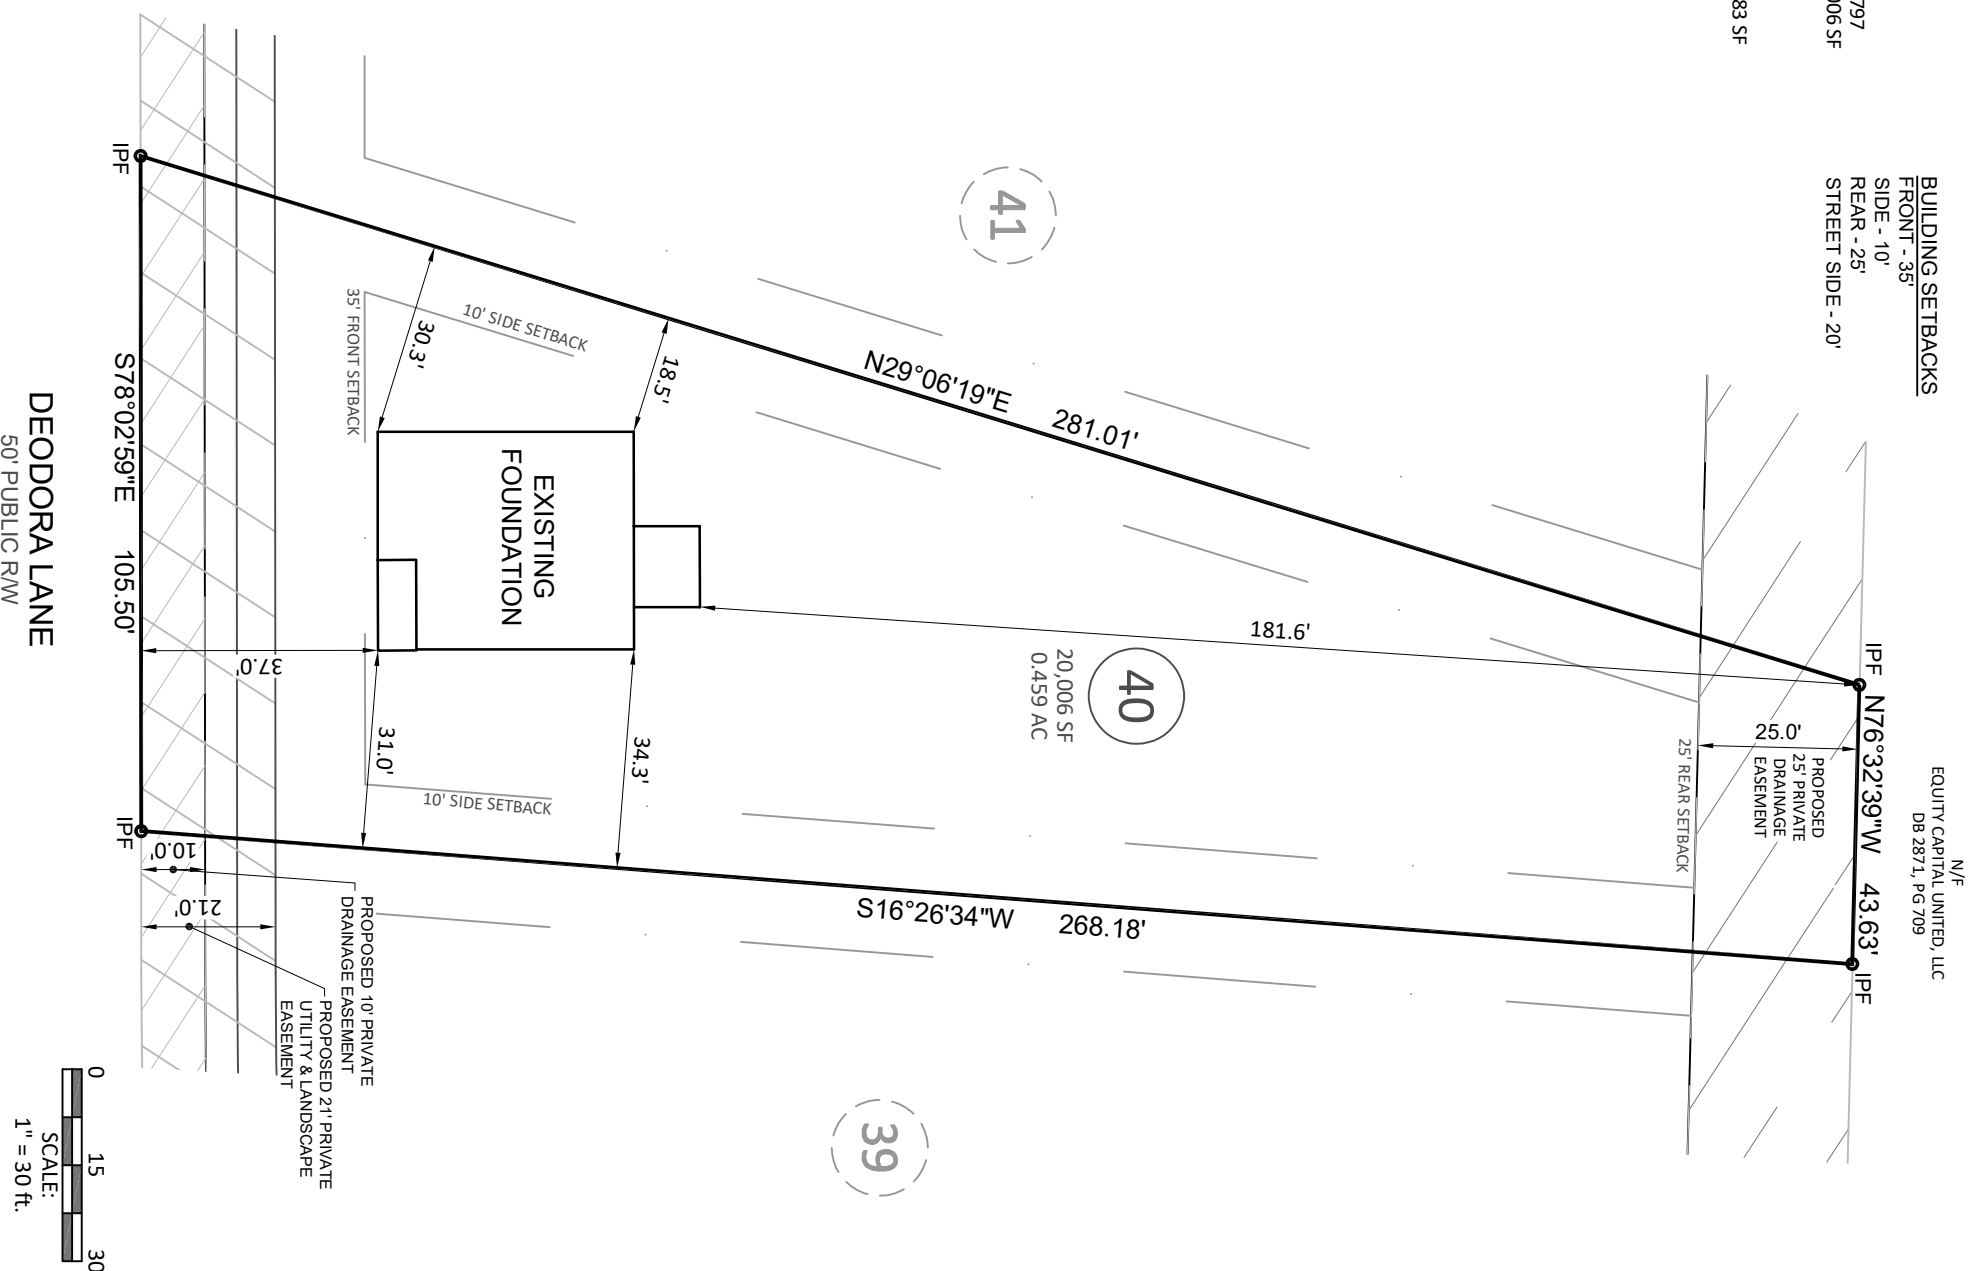 797
006 SF
83 SF
BUILDING SETBACKS
FRONT - 35'
SIDE - 10'
REAR - 25'
STREET SIDE - 20'
N/F
EQUITY CAPITAL UNITED, LLC
DB 2871, PG 709
IPF
N76°32'39"W 43.63'
IPF
25.0'
PROPOSED
25' PRIVATE
DRAINAGE
EASEMENT
25' REAR SETBACK
41
N29°06'19"E 281.01'
181.6'
40
20,006 SF
0.459 AC
S16°26'34"W 268.18'
39
18.5'
34.3'
10' SIDE SETBACK
30.3'
EXISTING
FOUNDATION
10' SIDE SETBACK
31.0'
35' FRONT SETBACK
37.0'
PROPOSED 10' PRIVATE
DRAINAGE EASEMENT
PROPOSED 21' PRIVATE
UTILITY & LANDSCAPE
EASEMENT
21.0'
10.0'
IPF
S78°02'59"E 105.50'
IPF
DEODORA LANE
50' PUBLIC R/W
0 15 30
SCALE:
1" = 30 ft.